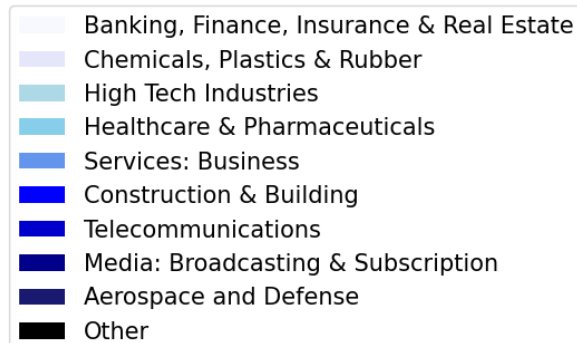 Banking, Finance, Insurance & Real Estate
Chemicals, Plastics & Rubber
High Tech Industries
Healthcare & Pharmaceuticals
Services: Business
Construction & Building
Telecommunications
Media: Broadcasting & Subscription
Aerospace and Defense
Other